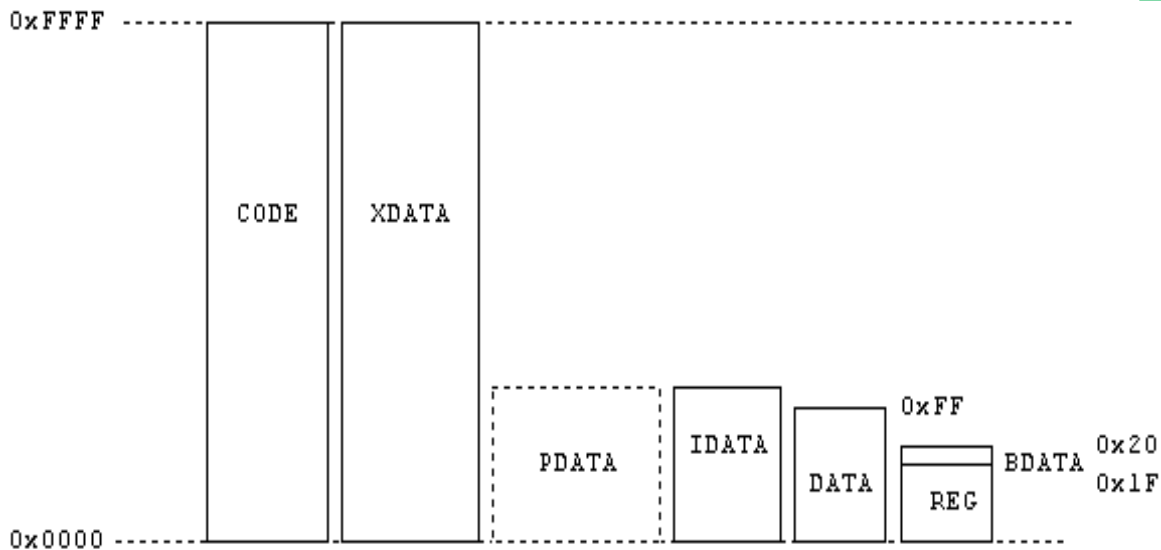 0xFFFF
CODE
XDATA
0xFF
IDATA
PDATA
DATA
BDATA
0x20
0x1F
REG
0x0000